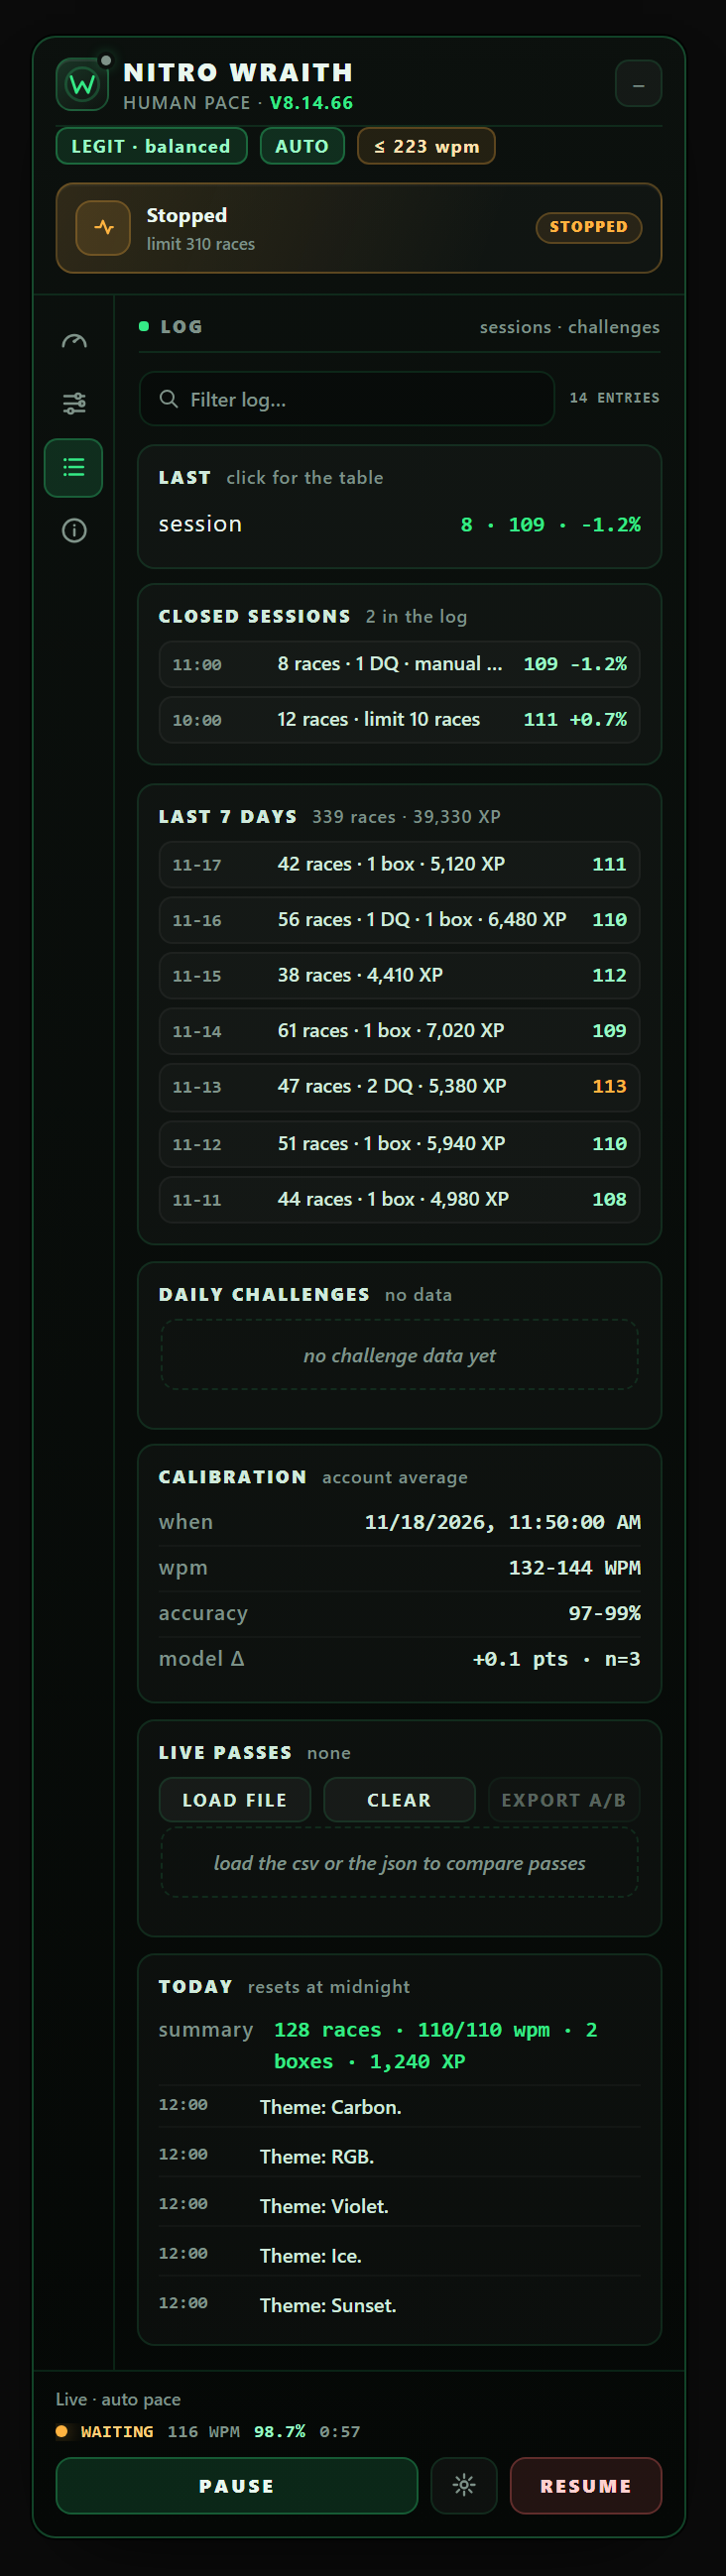 NITRO WRAITH
HUMAN PACE · V8.14.66
–
LEGIT · balanced
AUTO
≤ 223 wpm
Stopped
limit 310 races
STOPPED
LOG
sessions · challenges
Filter log...
14 ENTRIES
LAST click for the table
session 8 · 109 · -1.2%
CLOSED SESSIONS 2 in the log
11:00 8 races · 1 DQ · manual ... 109 -1.2%
10:00 12 races · limit 10 races 111 +0.7%
LAST 7 DAYS 339 races · 39,330 XP
11-17 42 races · 1 box · 5,120 XP 111
11-16 56 races · 1 DQ · 1 box · 6,480 XP 110
11-15 38 races · 4,410 XP 112
11-14 61 races · 1 box · 7,020 XP 109
11-13 47 races · 2 DQ · 5,380 XP 113
11-12 51 races · 1 box · 5,940 XP 110
11-11 44 races · 1 box · 4,980 XP 108
DAILY CHALLENGES no data
no challenge data yet
CALIBRATION account average
when 11/18/2026, 11:50:00 AM
wpm 132-144 WPM
accuracy 97-99%
model Δ +0.1 pts · n=3
LIVE PASSES none
LOAD FILE
CLEAR
EXPORT A/B
load the csv or the json to compare passes
TODAY resets at midnight
summary 128 races · 110/110 wpm · 2
boxes · 1,240 XP
12:00 Theme: Carbon.
12:00 Theme: RGB.
12:00 Theme: Violet.
12:00 Theme: Ice.
12:00 Theme: Sunset.
Live · auto pace
WAITING 116 WPM 98.7% 0:57
PAUSE
RESUME